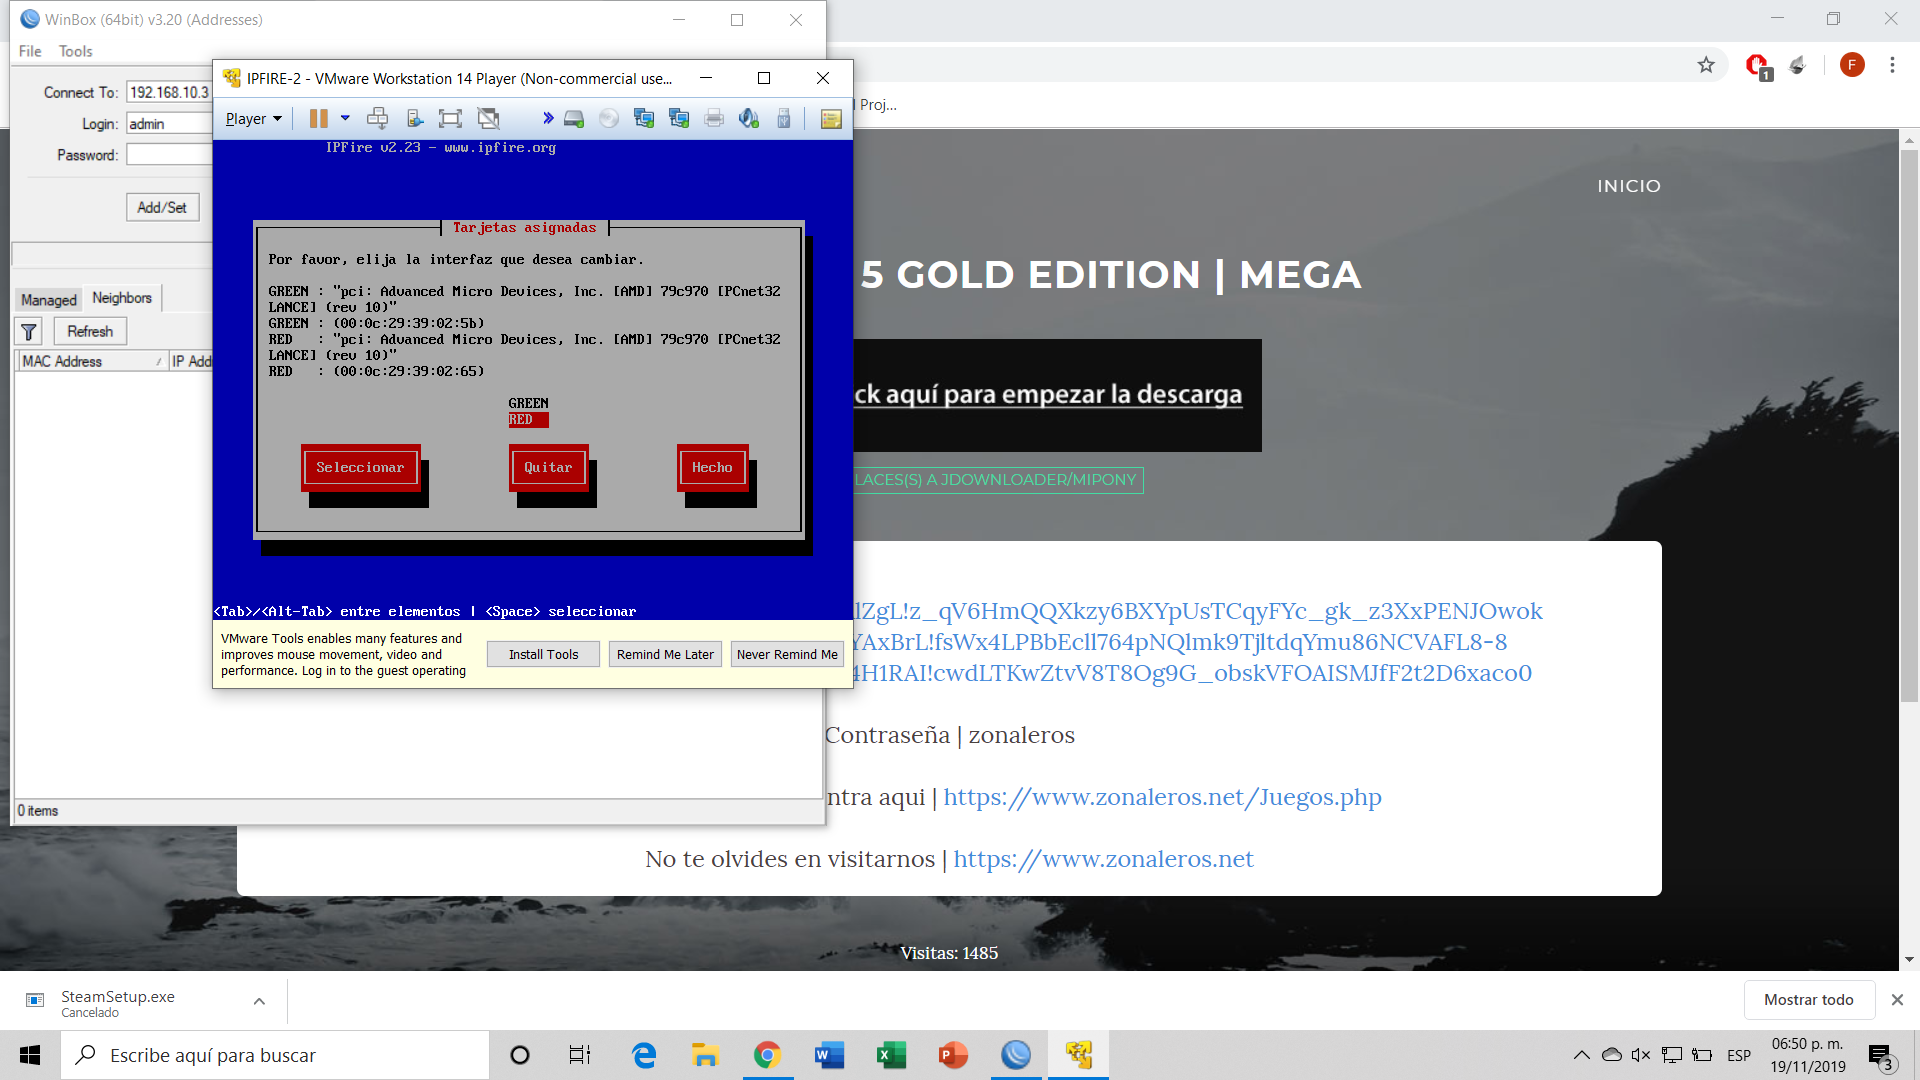 WinBox (64bit) v3.20 (Addresses)
File Tools
Connect To: 192.168.10.3
Login: admin
Password:
Add/Set
Managed Neighbors
Refresh
MAC Address IP Add
0 items
IPFIRE-2 - VMware Workstation 14 Player (Non-commercial use...
Player
IPFire v2.23 - www.ipfire.org
Tarjetas asignadas
Por favor, elija la interfaz que desea cambiar.
GREEN : "pci: Advanced Micro Devices, Inc. [AMD] 79c970 [PCnet32
LANCE] (rev 10)"
GREEN : (00:0c:29:39:02:5b)
RED : "pci: Advanced Micro Devices, Inc. [AMD] 79c970 [PCnet32
LANCE] (rev 10)"
RED : (00:0c:29:39:02:65)
GREEN
RED
Seleccionar Quitar Hecho
<Tab>/<Alt-Tab> entre elementos | <Space> seleccionar
VMware Tools enables many features and
improves mouse movement, video and
performance. Log in to the guest operating
Install Tools Remind Me Later Never Remind Me
1
F
Proj...
INICIO
5 GOLD EDITION | MEGA
ck aquí para empezar la descarga
LACES(S) A JDOWNLOADER/MIPONY
lZgL!z_qV6HmQQXkzy6BXYpUsTCqyFYc_gk_z3XxPENJOwok
YAxBrL!fsWx4LPBbEcll764pNQlmk9TjltdqYmu86NCVAFL8-8
4H1RAI!cwdLTKwZtvV8T8Og9G_obskVFOAISMJfF2t2D6xaco0
Contraseña | zonaleros
ntra aqui | https://www.zonaleros.net/Juegos.php
No te olvides en visitarnos | https://www.zonaleros.net
Visitas: 1485
SteamSetup.exe
Cancelado
Mostrar todo
Escribe aquí para buscar
ESP
06:50 p. m.
19/11/2019
3